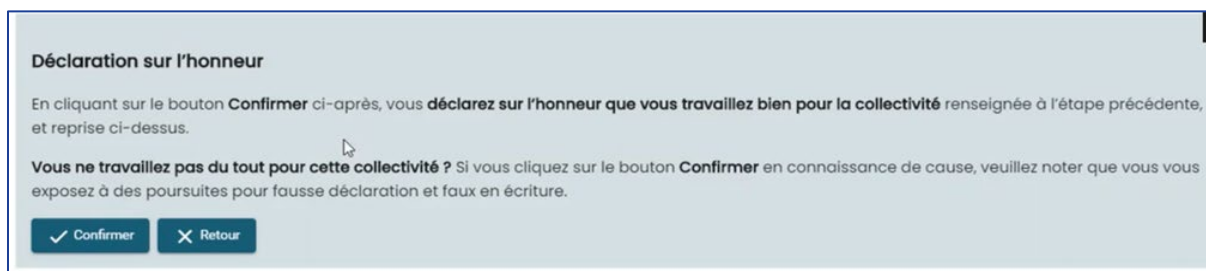 Déclaration sur l'honneur
En cliquant sur le bouton Confirmer ci-après, vous déclarez sur l'honneur que vous travaillez bien pour la collectivité renseignée à l'étape précédente,
et reprise ci-dessus.
Vous ne travaillez pas du tout pour cette collectivité ? Si vous cliquez sur le bouton Confirmer en connaissance de cause, veuillez noter que vous vous
exposez à des poursuites pour fausse déclaration et faux en écriture.
Confirmer Retour